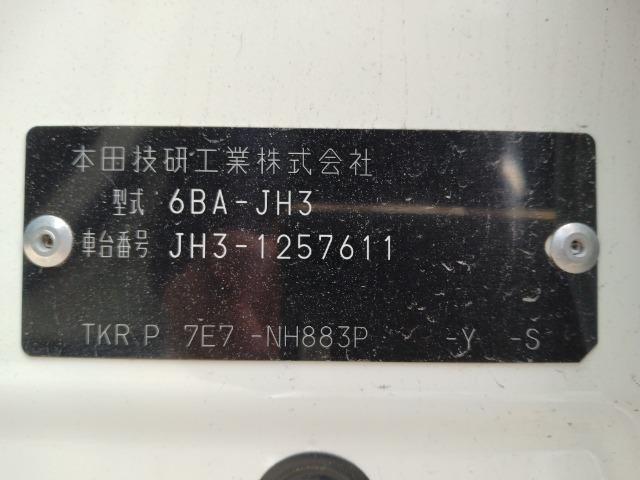 本田技研工業株式会社
型式 6BA-JH3
車台番号 JH3-1257611
TKR P 7E7 -NH883P -Y -S